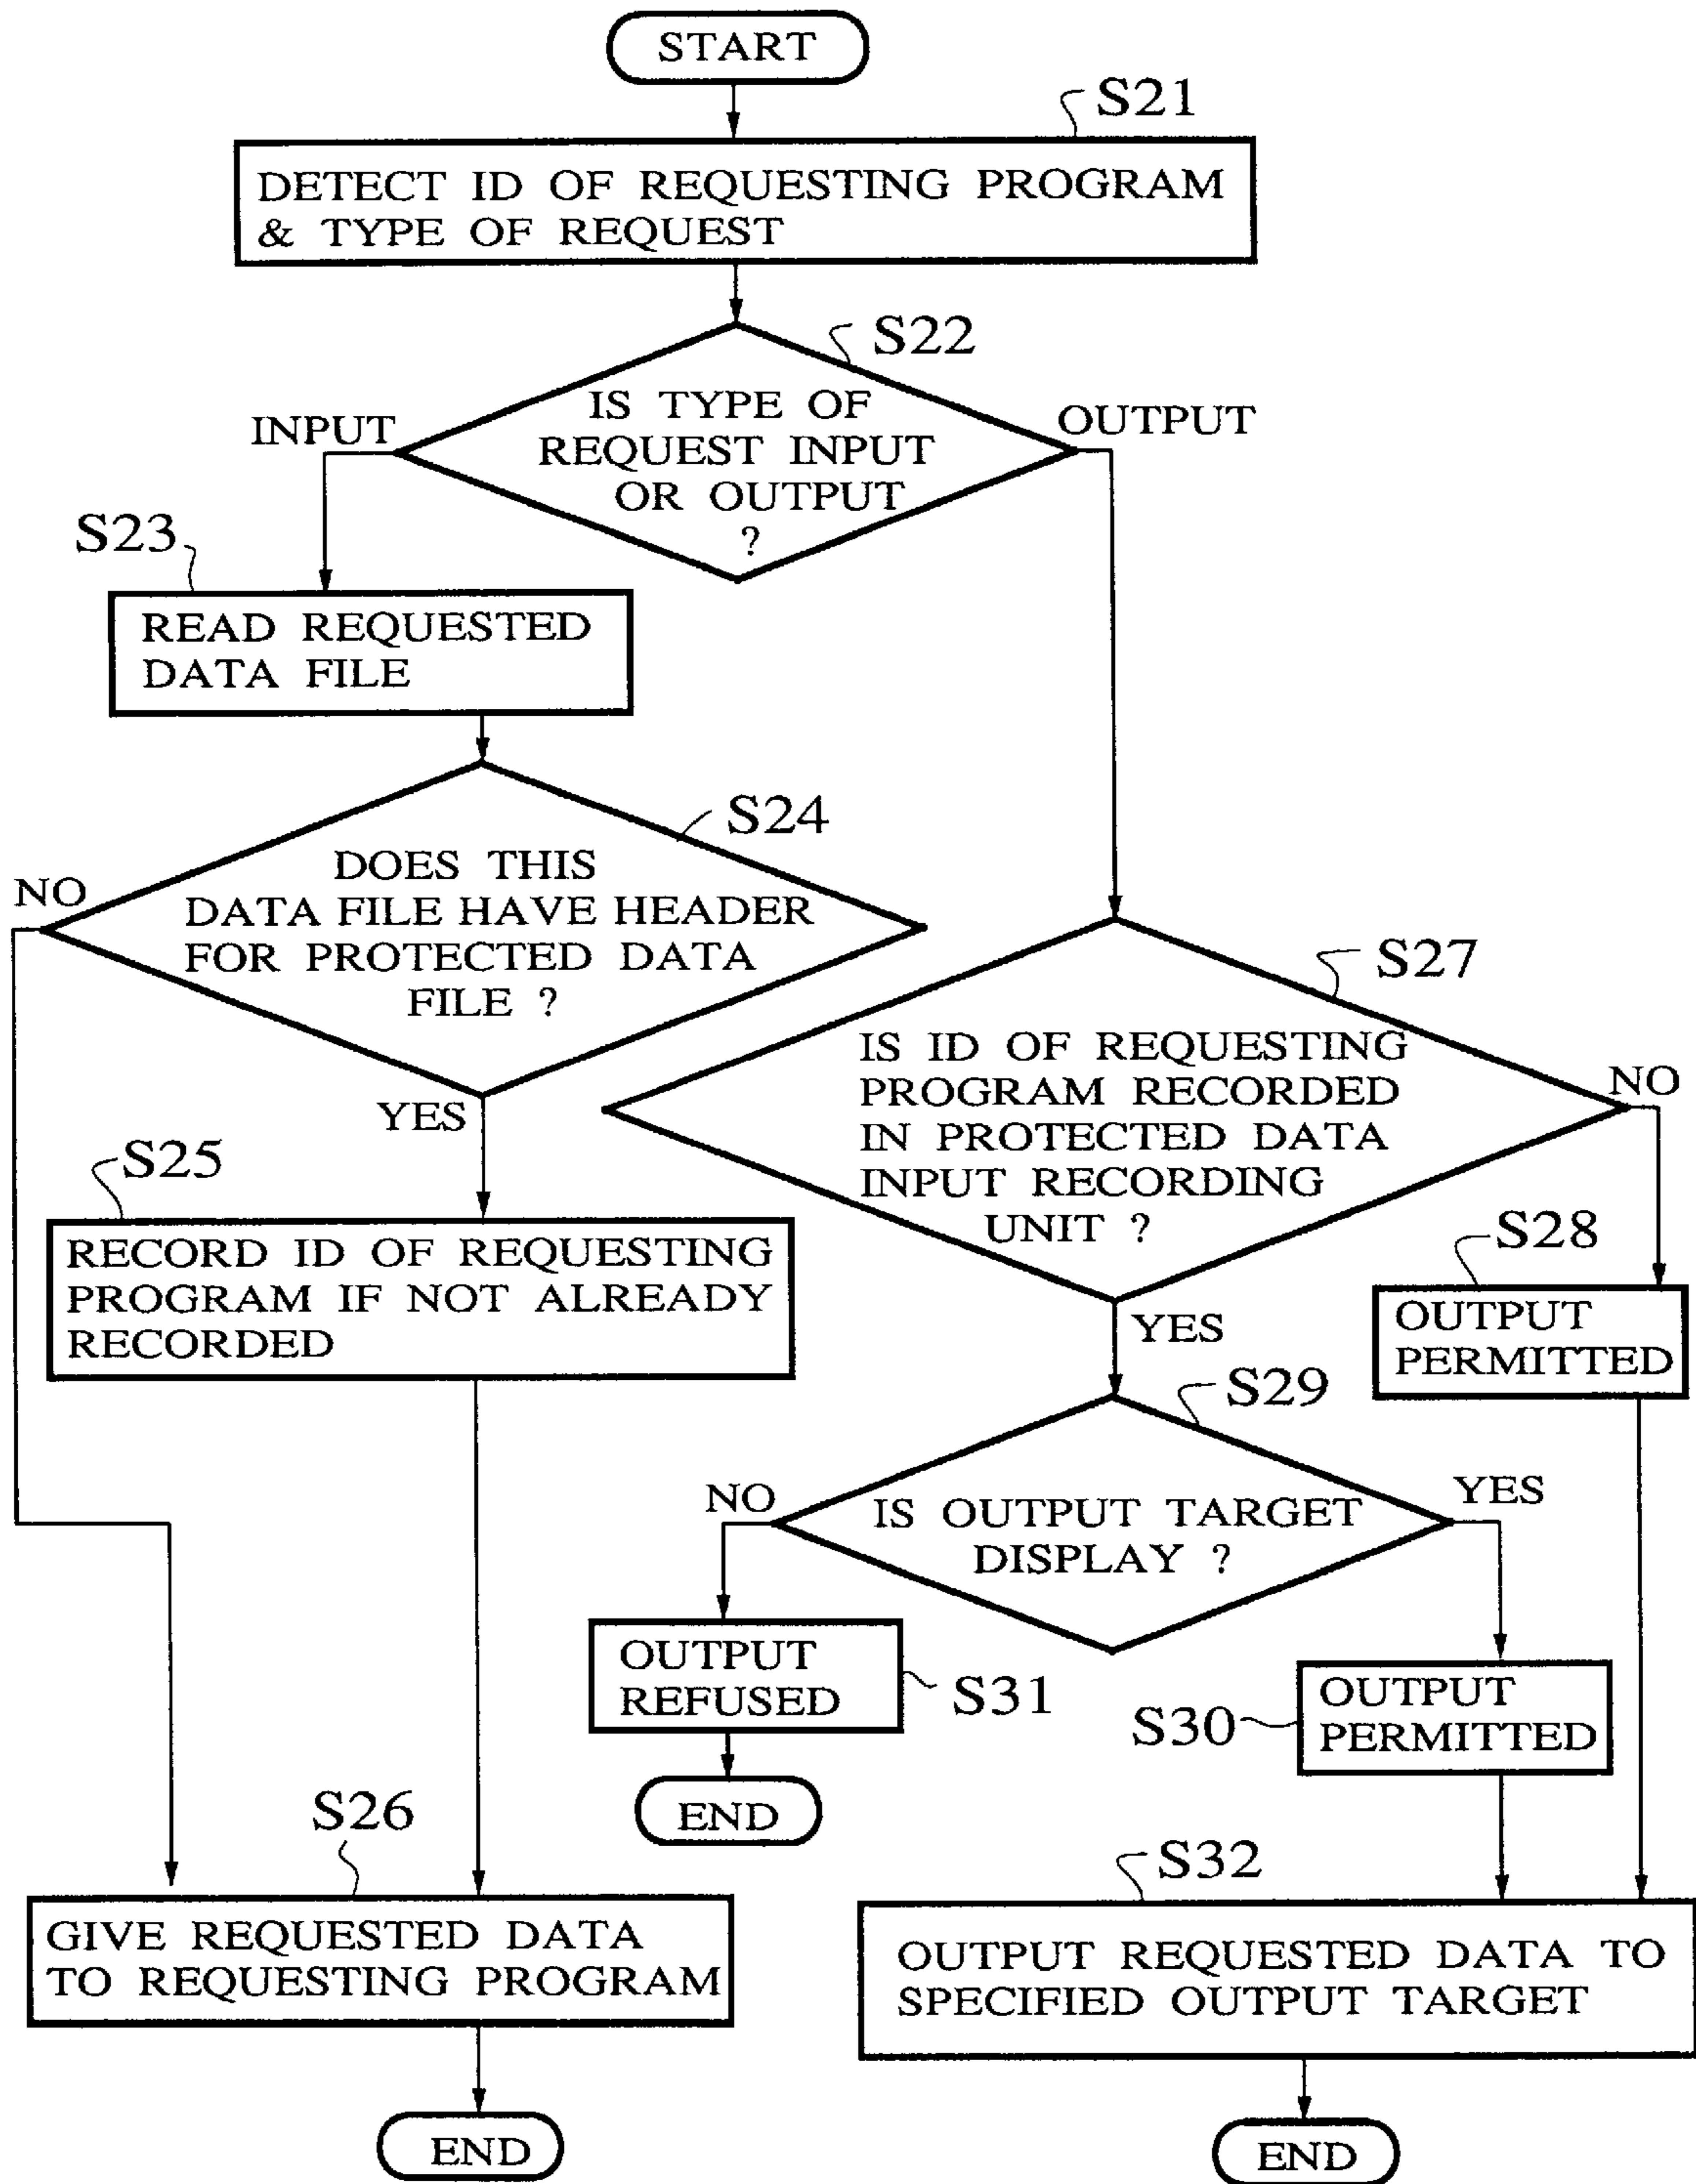 START
S21
DETECT ID OF REQUESTING PROGRAM
& TYPE OF REQUEST
S22
IS TYPE OF
REQUEST INPUT
OR OUTPUT
?
INPUT
OUTPUT
S23
READ REQUESTED
DATA FILE
S24
DOES THIS
DATA FILE HAVE HEADER
FOR PROTECTED DATA
FILE ?
NO
YES
S25
RECORD ID OF REQUESTING
PROGRAM IF NOT ALREADY
RECORDED
S27
IS ID OF REQUESTING
PROGRAM RECORDED
IN PROTECTED DATA
INPUT RECORDING
UNIT ?
NO
YES
S28
OUTPUT
PERMITTED
S29
IS OUTPUT TARGET
DISPLAY ?
NO
YES
OUTPUT
REFUSED
S31
END
S30
OUTPUT
PERMITTED
S26
GIVE REQUESTED DATA
TO REQUESTING PROGRAM
END
S32
OUTPUT REQUESTED DATA TO
SPECIFIED OUTPUT TARGET
END